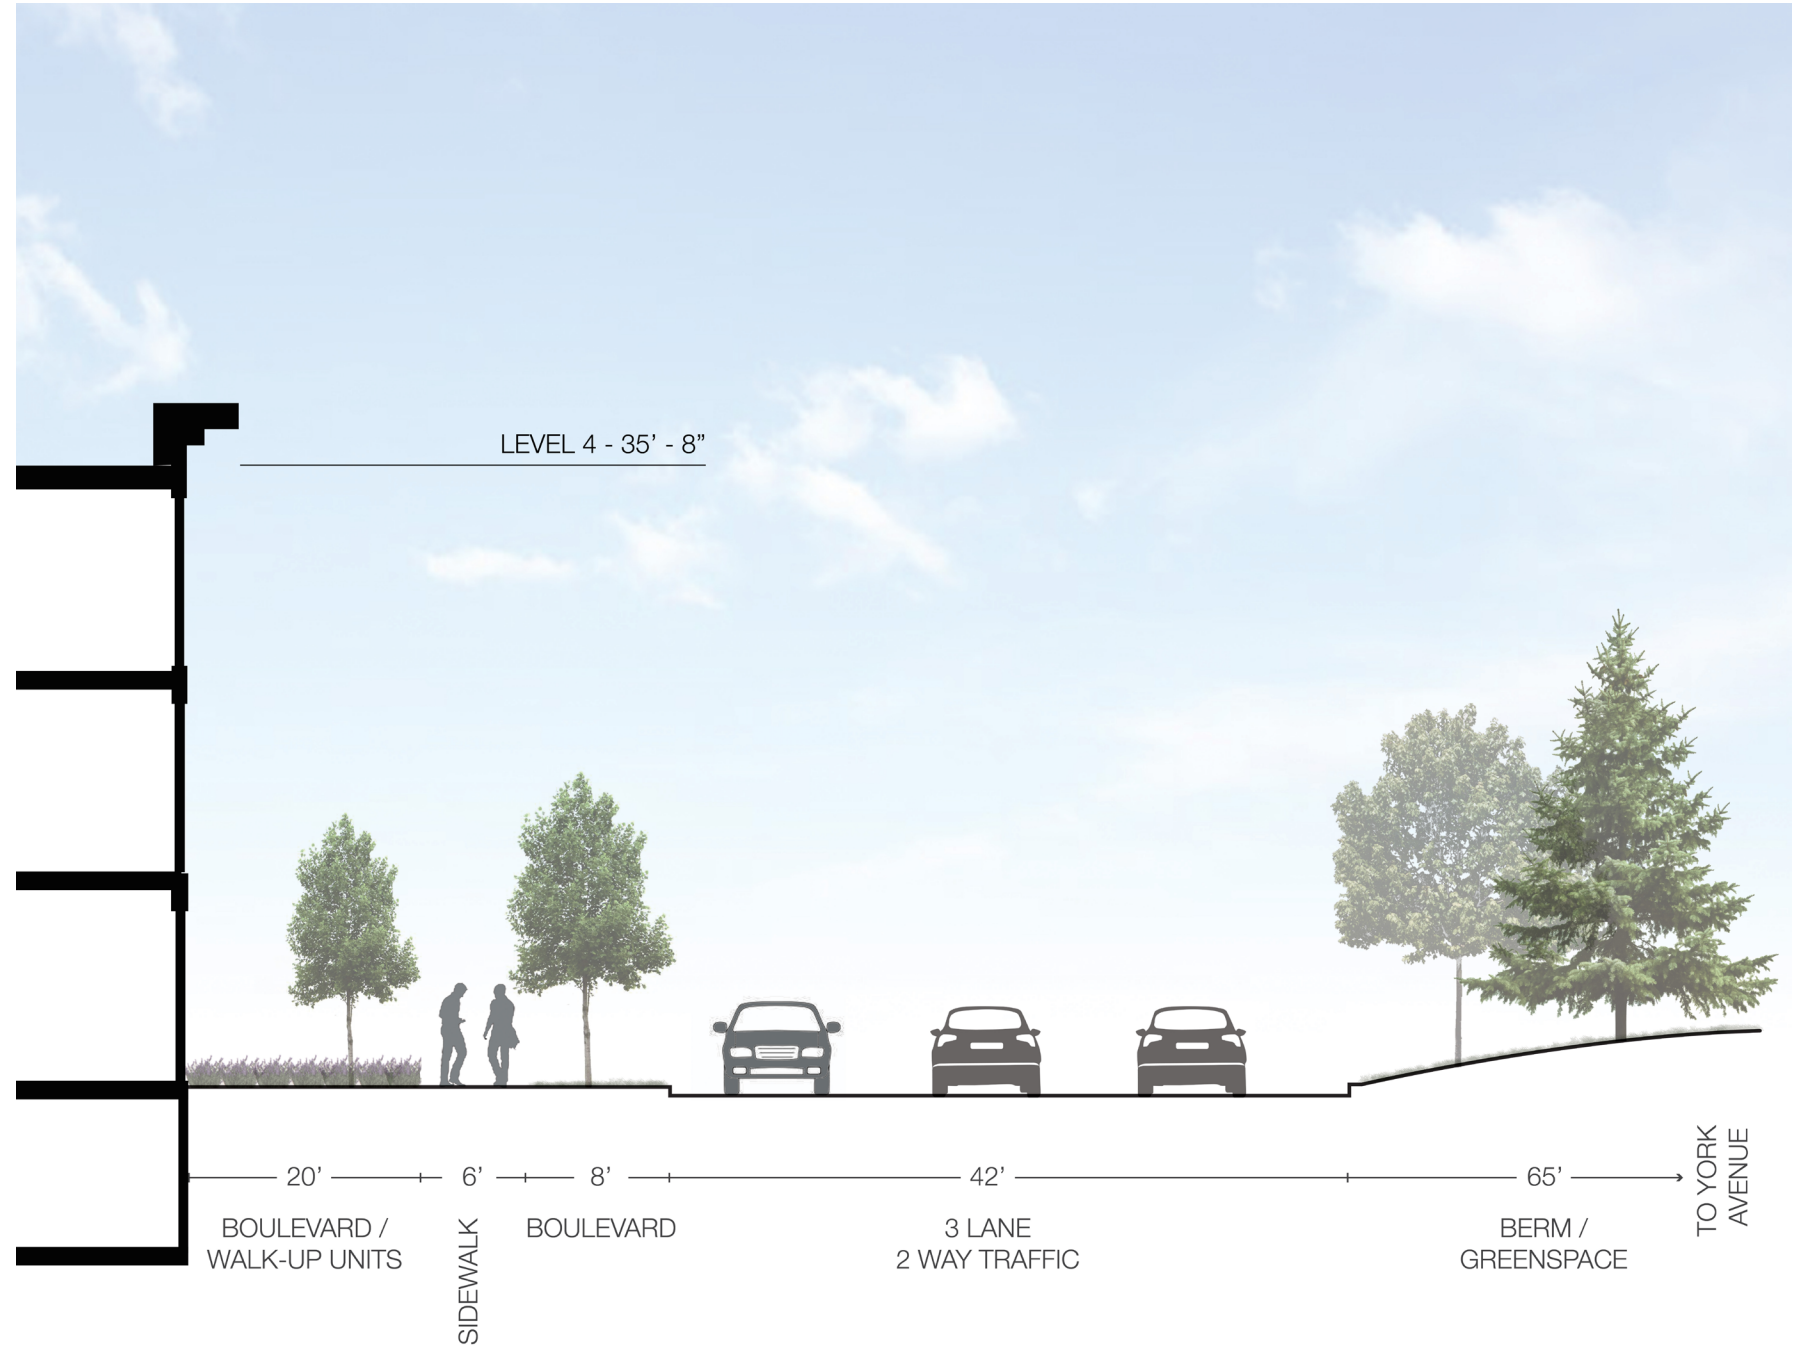 LEVEL 4 - 35’ - 8”
20’
6’
8’
42’
65’
TO YORK
AVENUE
BOULEVARD /
WALK-UP UNITS
SIDEWALK
BOULEVARD
3 LANE
2 WAY TRAFFIC
BERM /
GREENSPACE